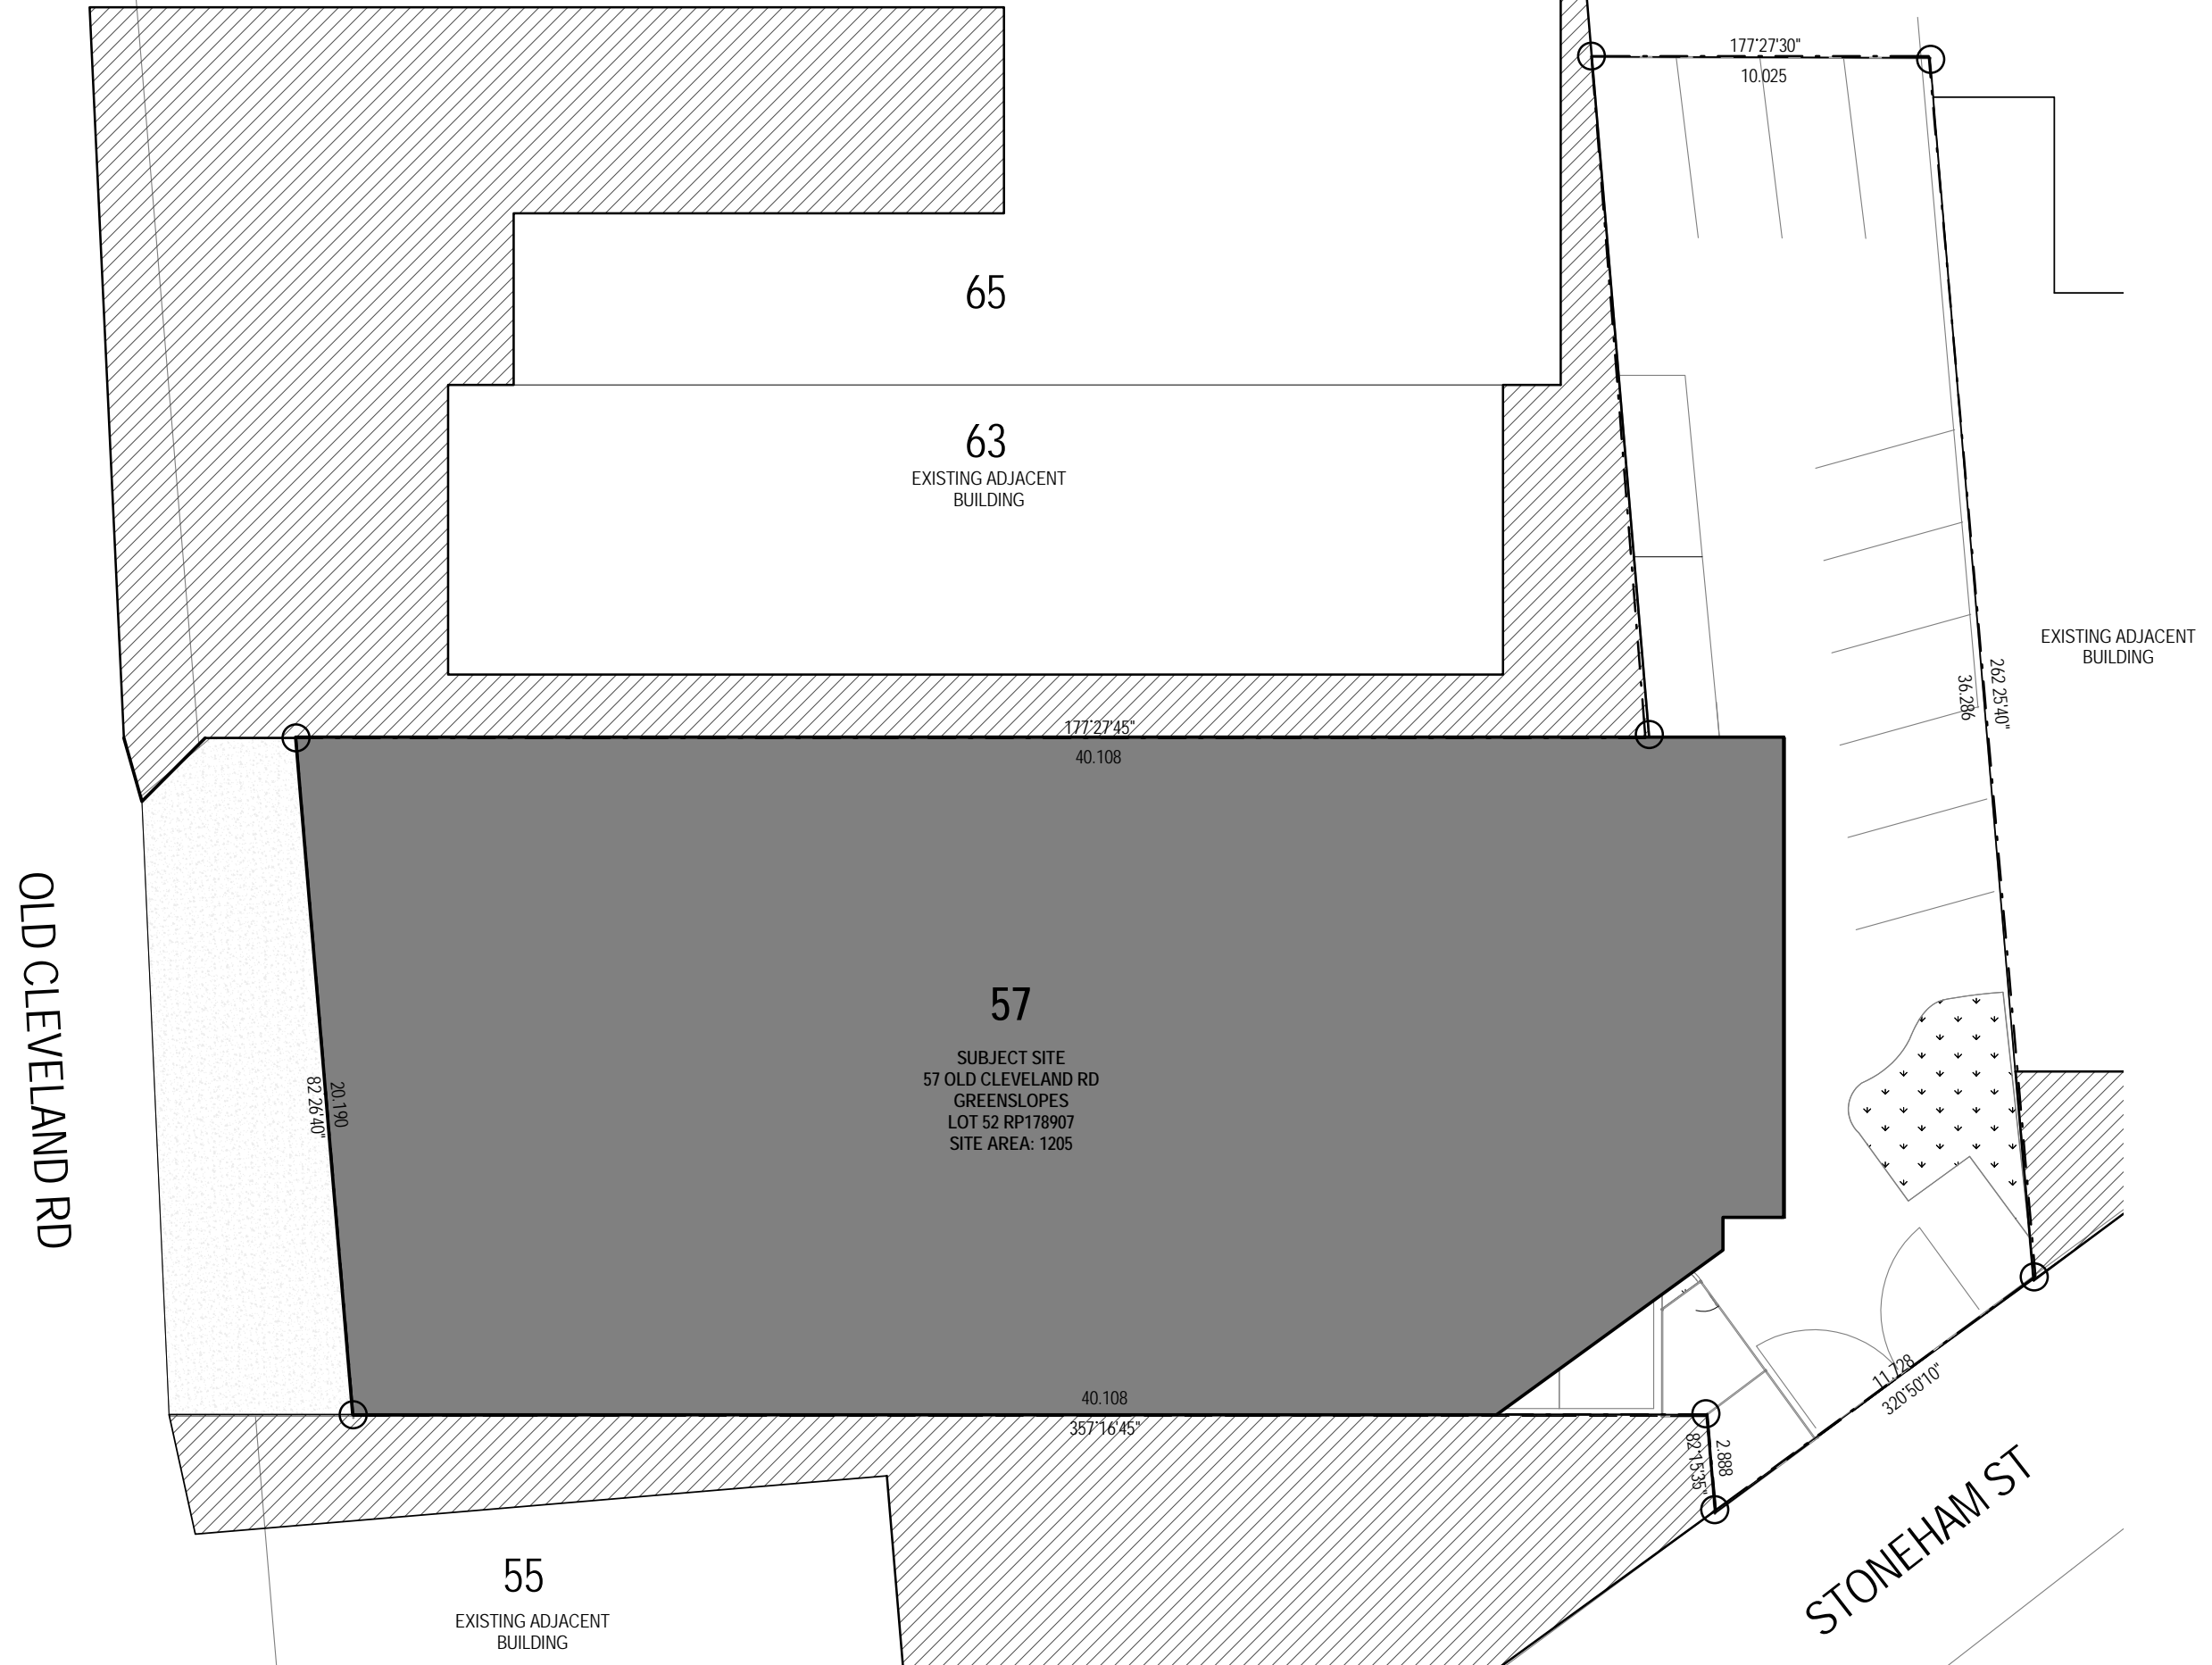 177°27'30"
10.025
65
63
EXISTING ADJACENT
BUILDING
EXISTING ADJACENT
BUILDING
262 25'40"
36.286
177°27'45"
40.108
OLD CLEVELAND RD
20.190
82 26'40"
57
SUBJECT SITE
57 OLD CLEVELAND RD
GREENSLOPES
LOT 52 RP178907
SITE AREA: 1205
40.108
357°16'45"
11.728
320°50'10"
2.888
82°15'35"
STONEHAM ST
55
EXISTING ADJACENT
BUILDING